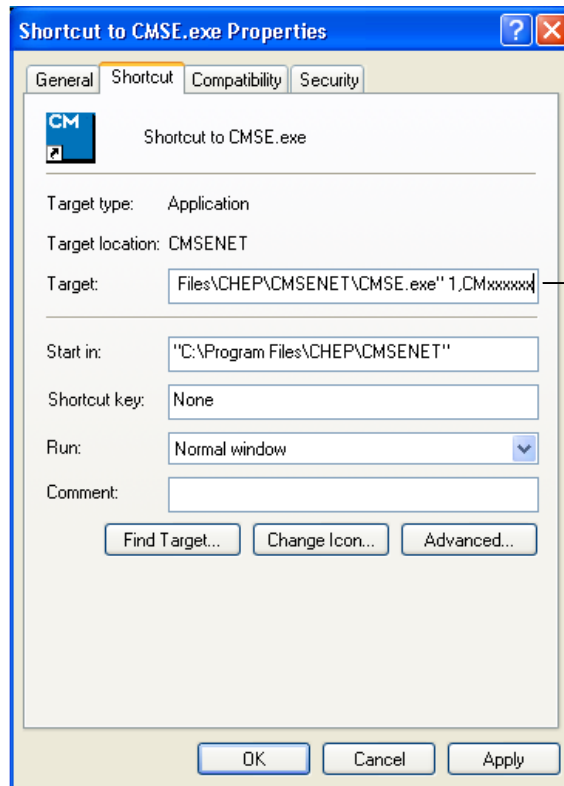 Shortcut to CMSE.exe Properties
General Shortcut Compatibility Security
CM
Shortcut to CMSE.exe
Target type: Application
Target location: CMSENET
Target: Files\CHEP\CMSENET\CMSE.exe" 1,CMxxxxxx
Start in: "C:\Program Files\CHEP\CMSENET"
Shortcut key: None
Run: Normal window
Comment:
Find Target... Change Icon... Advanced...
OK Cancel Apply